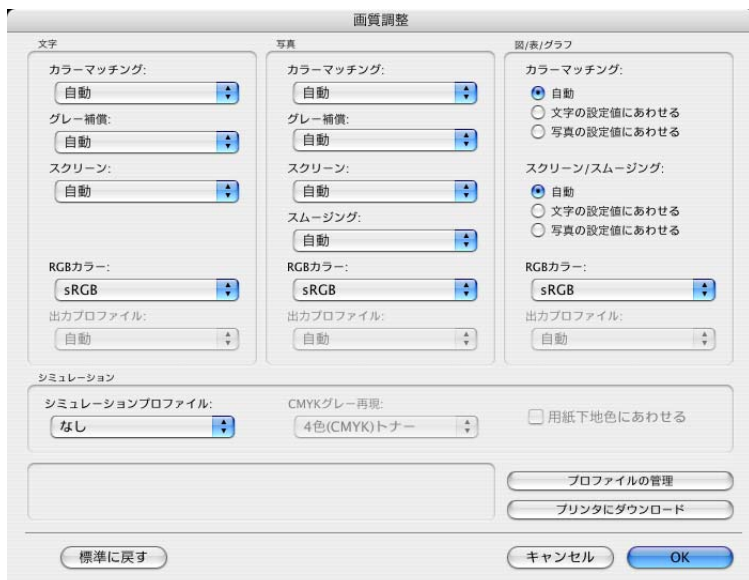 画質調整
文字
カラーマッチング:
自動
グレー補償:
自動
スクリーン:
自動
RGBカラー:
sRGB
出力プロファイル:
自動
写真
カラーマッチング:
自動
グレー補償:
自動
スクリーン:
自動
スムージング:
自動
RGBカラー:
sRGB
出力プロファイル:
自動
図/表/グラフ
カラーマッチング:
自動
文字の設定値にあわせる
写真の設定値にあわせる
スクリーン/スムージング:
自動
文字の設定値にあわせる
写真の設定値にあわせる
RGBカラー:
sRGB
出力プロファイル:
自動
シミュレーション
シミュレーションプロファイル:
なし
CMYKグレー再現:
4色(CMYK)トナー
用紙下地色にあわせる
プロファイルの管理
プリンタにダウンロード
標準に戻す
キャンセル
OK